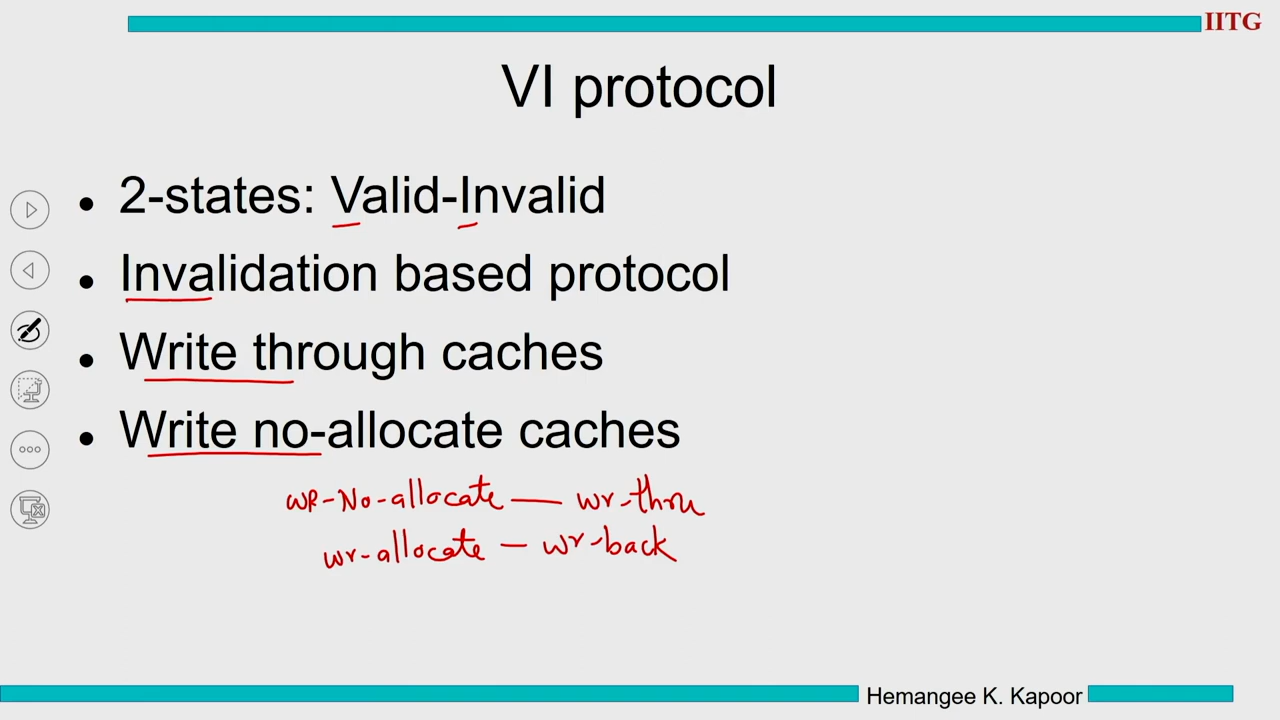 IITG
VI protocol
• 2-states: Valid-Invalid
• Invalidation based protocol
• Write through caches
• Write no-allocate caches
WR-No-allocate — wr-thru
wr-allocate — wr-back
Hemangee K. Kapoor